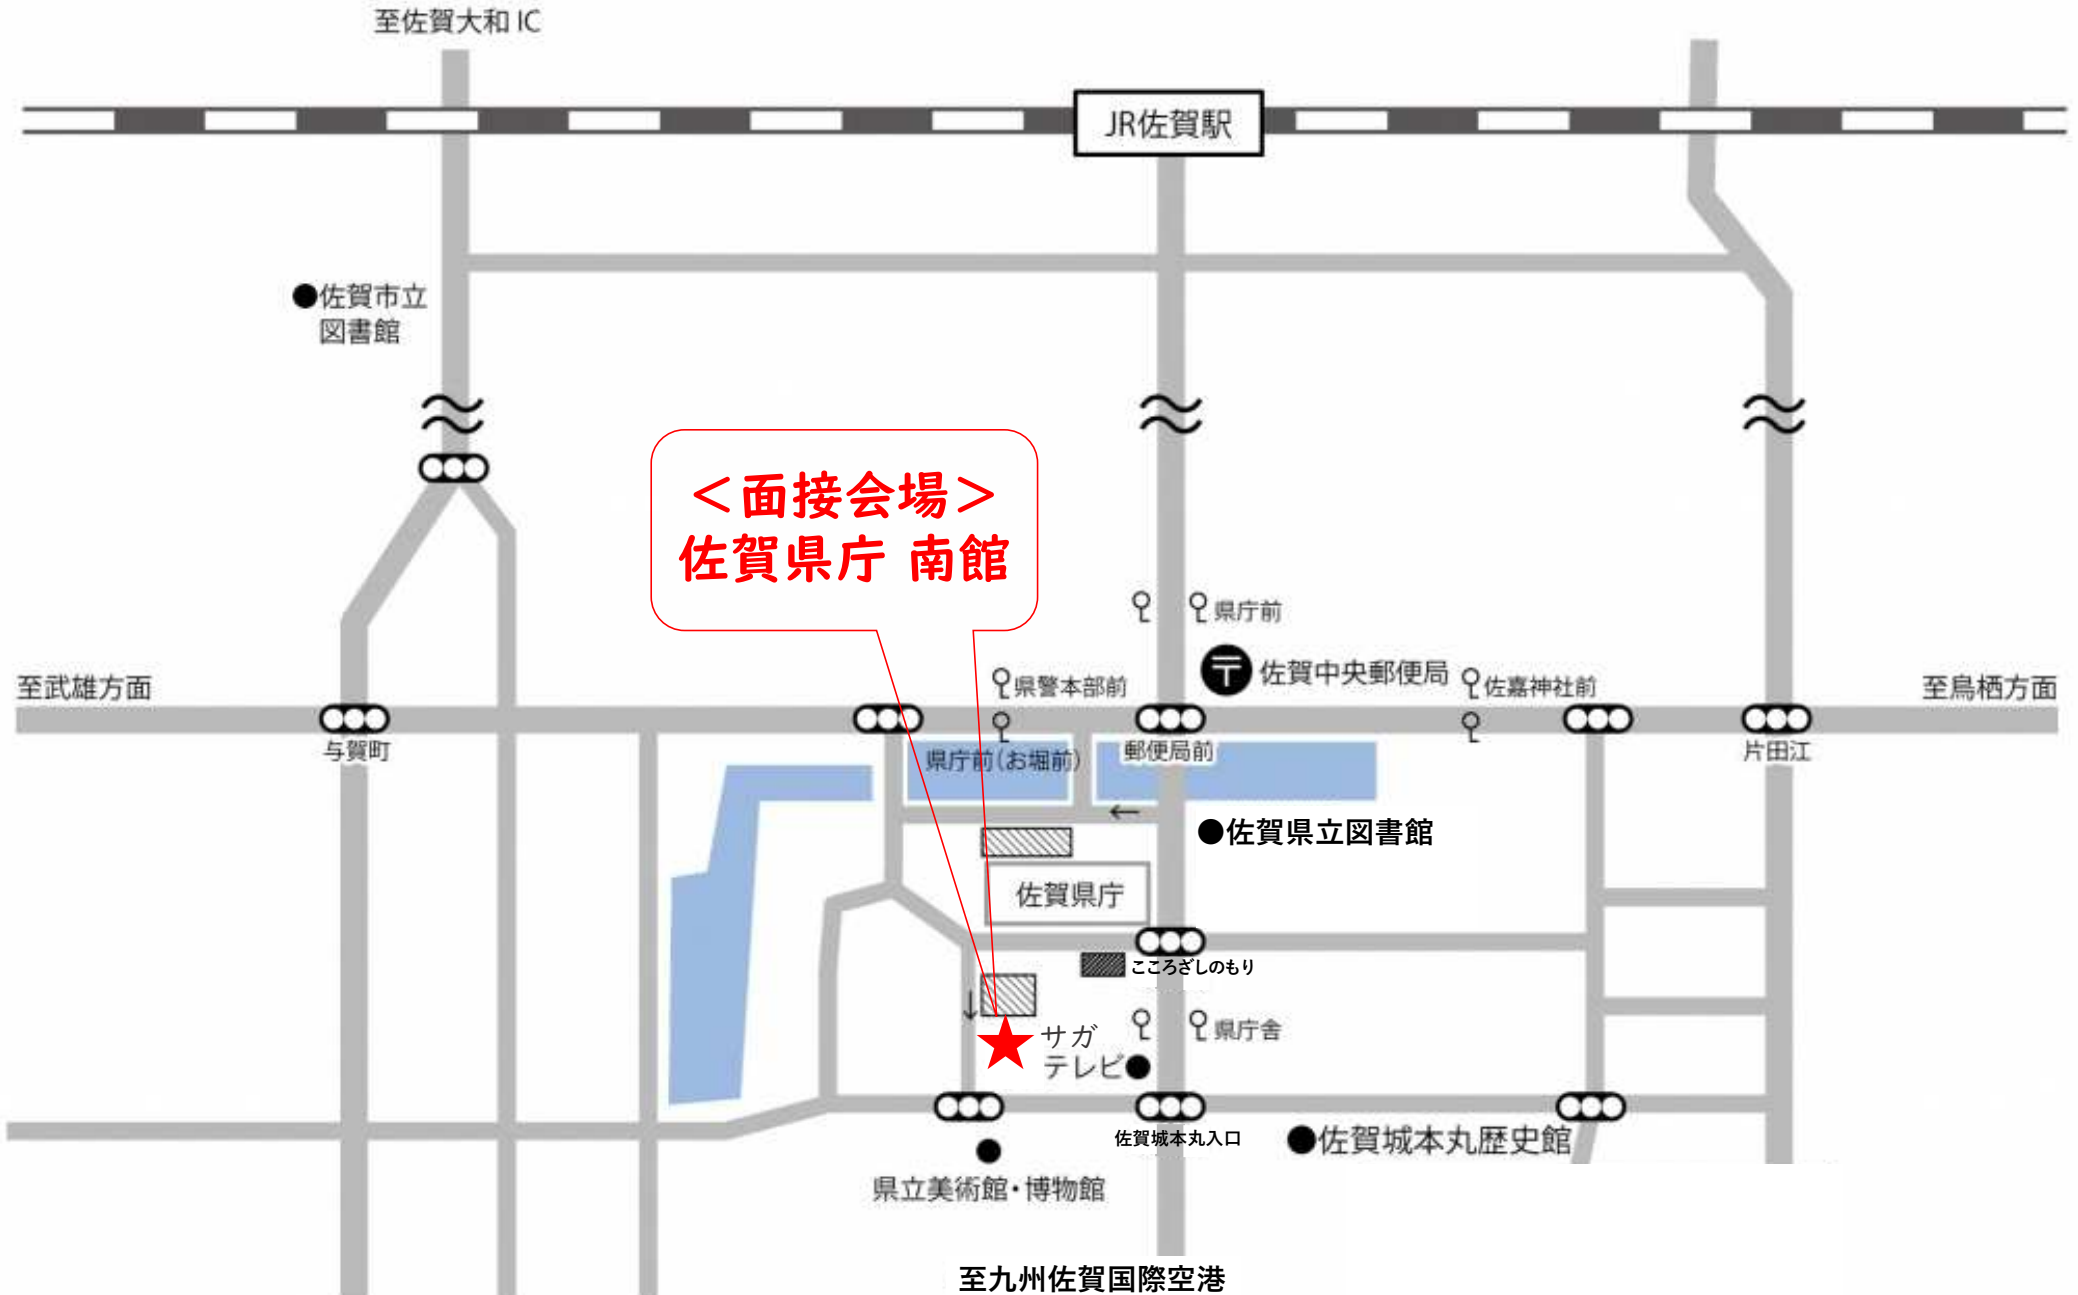 至佐賀大和 IC
JR佐賀駅
●佐賀市立
図書館
＜面接会場＞
佐賀県庁 南館
県庁前
〒佐賀中央郵便局
県警本部前
佐嘉神社前
至武雄方面
至鳥栖方面
与賀町
県庁前（お堀前）
郵便局前
片田江
←
●佐賀県立図書館
佐賀県庁
こころざしのもり
↓
★
サガ
テレビ●
県庁舎
佐賀城本丸入口
●佐賀城本丸歴史館
●
県立美術館・博物館
至九州佐賀国際空港